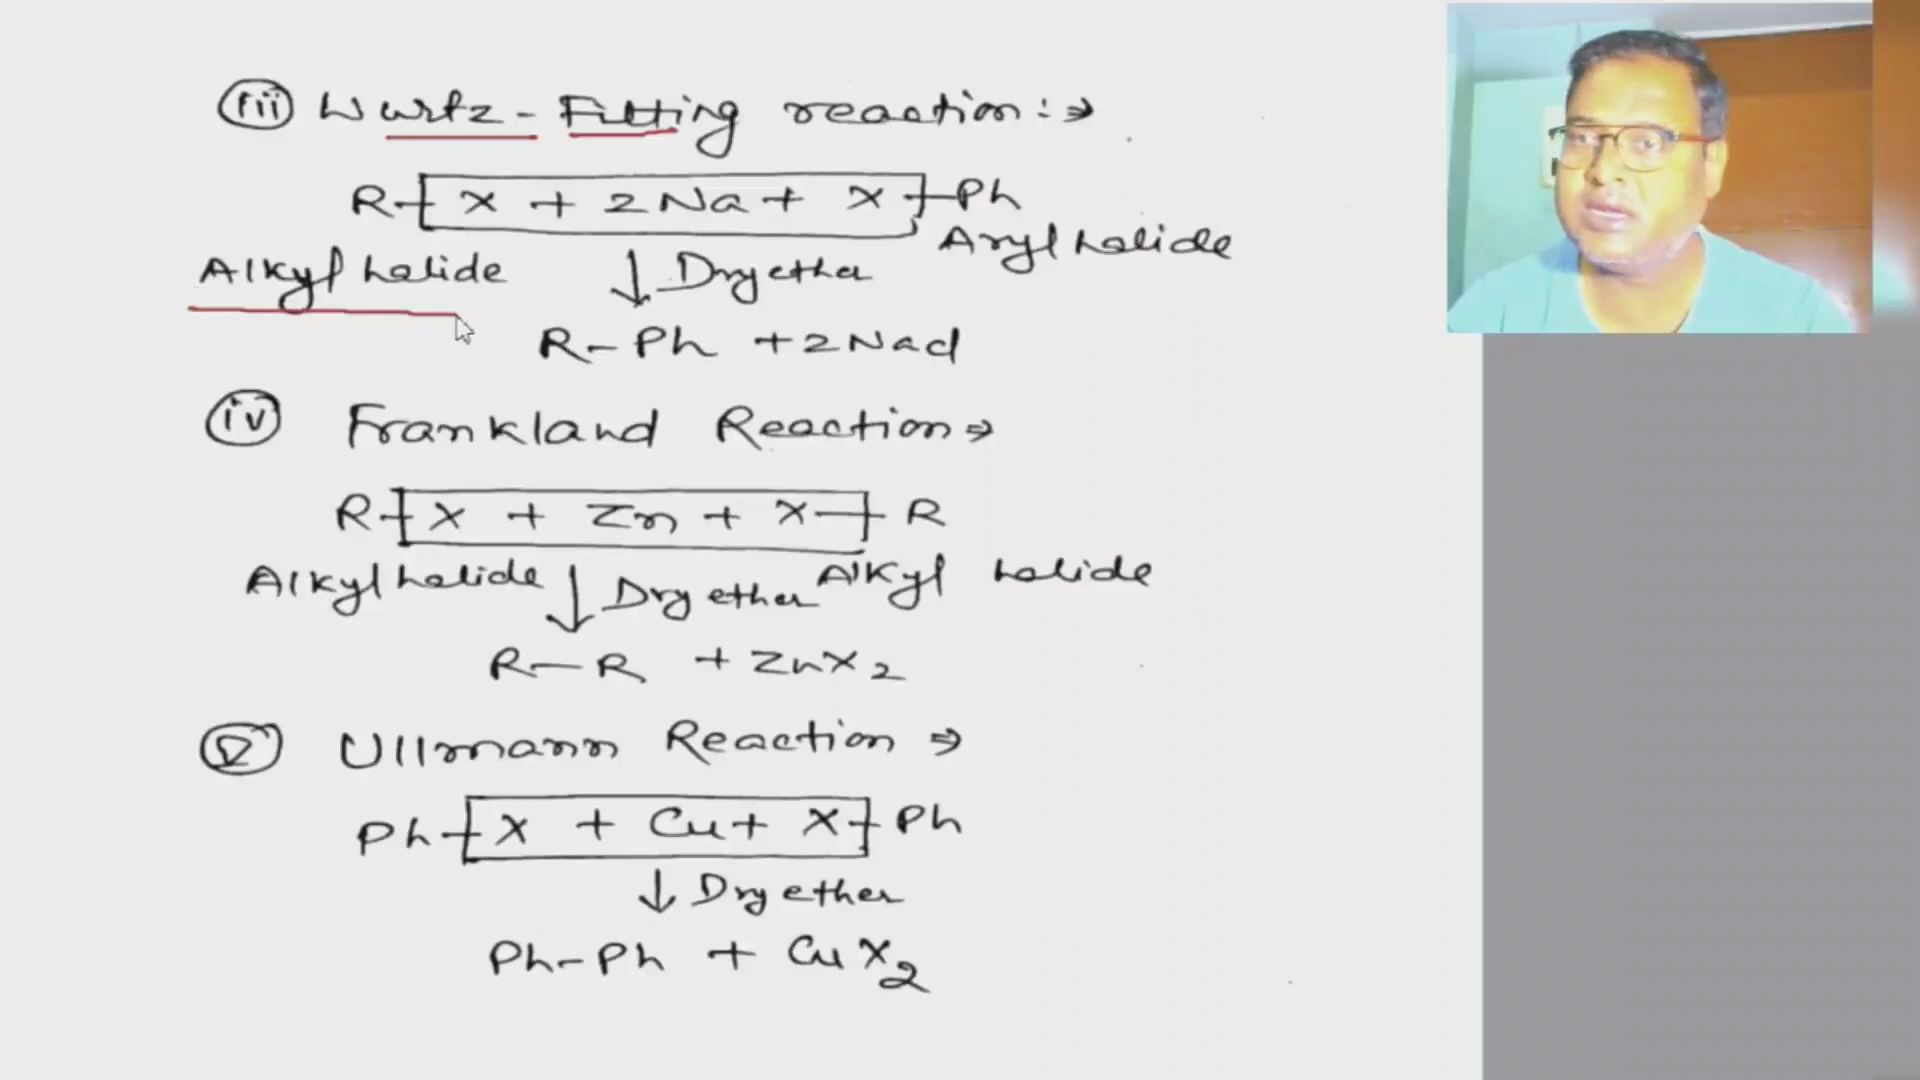 (iii) Wurtz-Fitting reaction:→
R-X + 2Na + X-Ph
Aryl halide
Alkyl halide ↓ Dry ether
R-Ph + 2NaCl
(iv) Frankland Reaction→
R-X + Zn + X-R
Alkyl halide ↓ Dry ether Alkyl halide
R-R + ZnX2
(V) Ullmann Reaction→
Ph-X + Cu + X-Ph
↓ Dry ether
Ph-Ph + CuX2